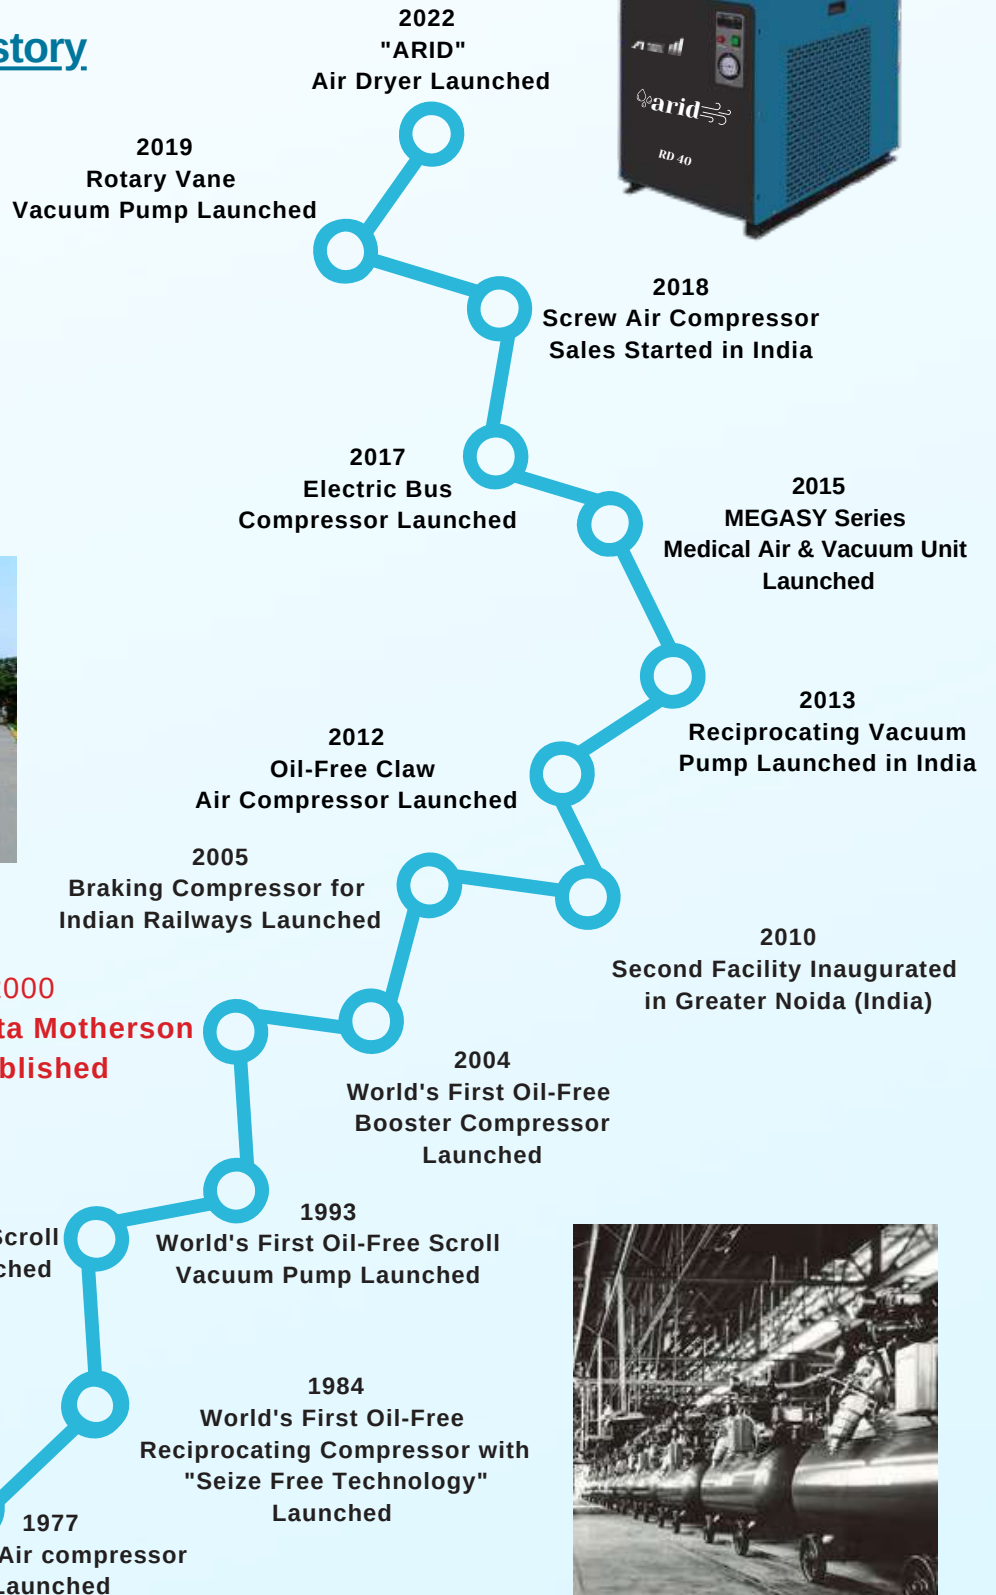 story
2022
"ARID"
Air Dryer Launched
arid
RD 40
2019
Rotary Vane
Vacuum Pump Launched
2018
Screw Air Compressor
Sales Started in India
2017
Electric Bus
Compressor Launched
2015
MEGASY Series
Medical Air & Vacuum Unit
Launched
2013
Reciprocating Vacuum
Pump Launched in India
2012
Oil-Free Claw
Air Compressor Launched
2010
Second Facility Inaugurated
in Greater Noida (India)
2005
Braking Compressor for
Indian Railways Launched
2004
World's First Oil-Free
Booster Compressor
Launched
000
ta Motherson
blished
1993
World's First Oil-Free Scroll
Vacuum Pump Launched
Scroll
ched
1984
World's First Oil-Free
Reciprocating Compressor with
"Seize Free Technology"
Launched
1977
Air compressor
Launched